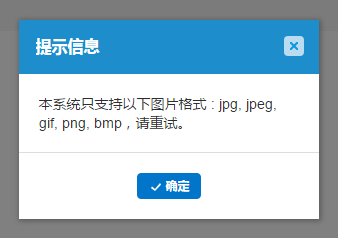 提示信息
本系统只支持以下图片格式：jpg, jpeg,
gif, png, bmp，请重试。
确定